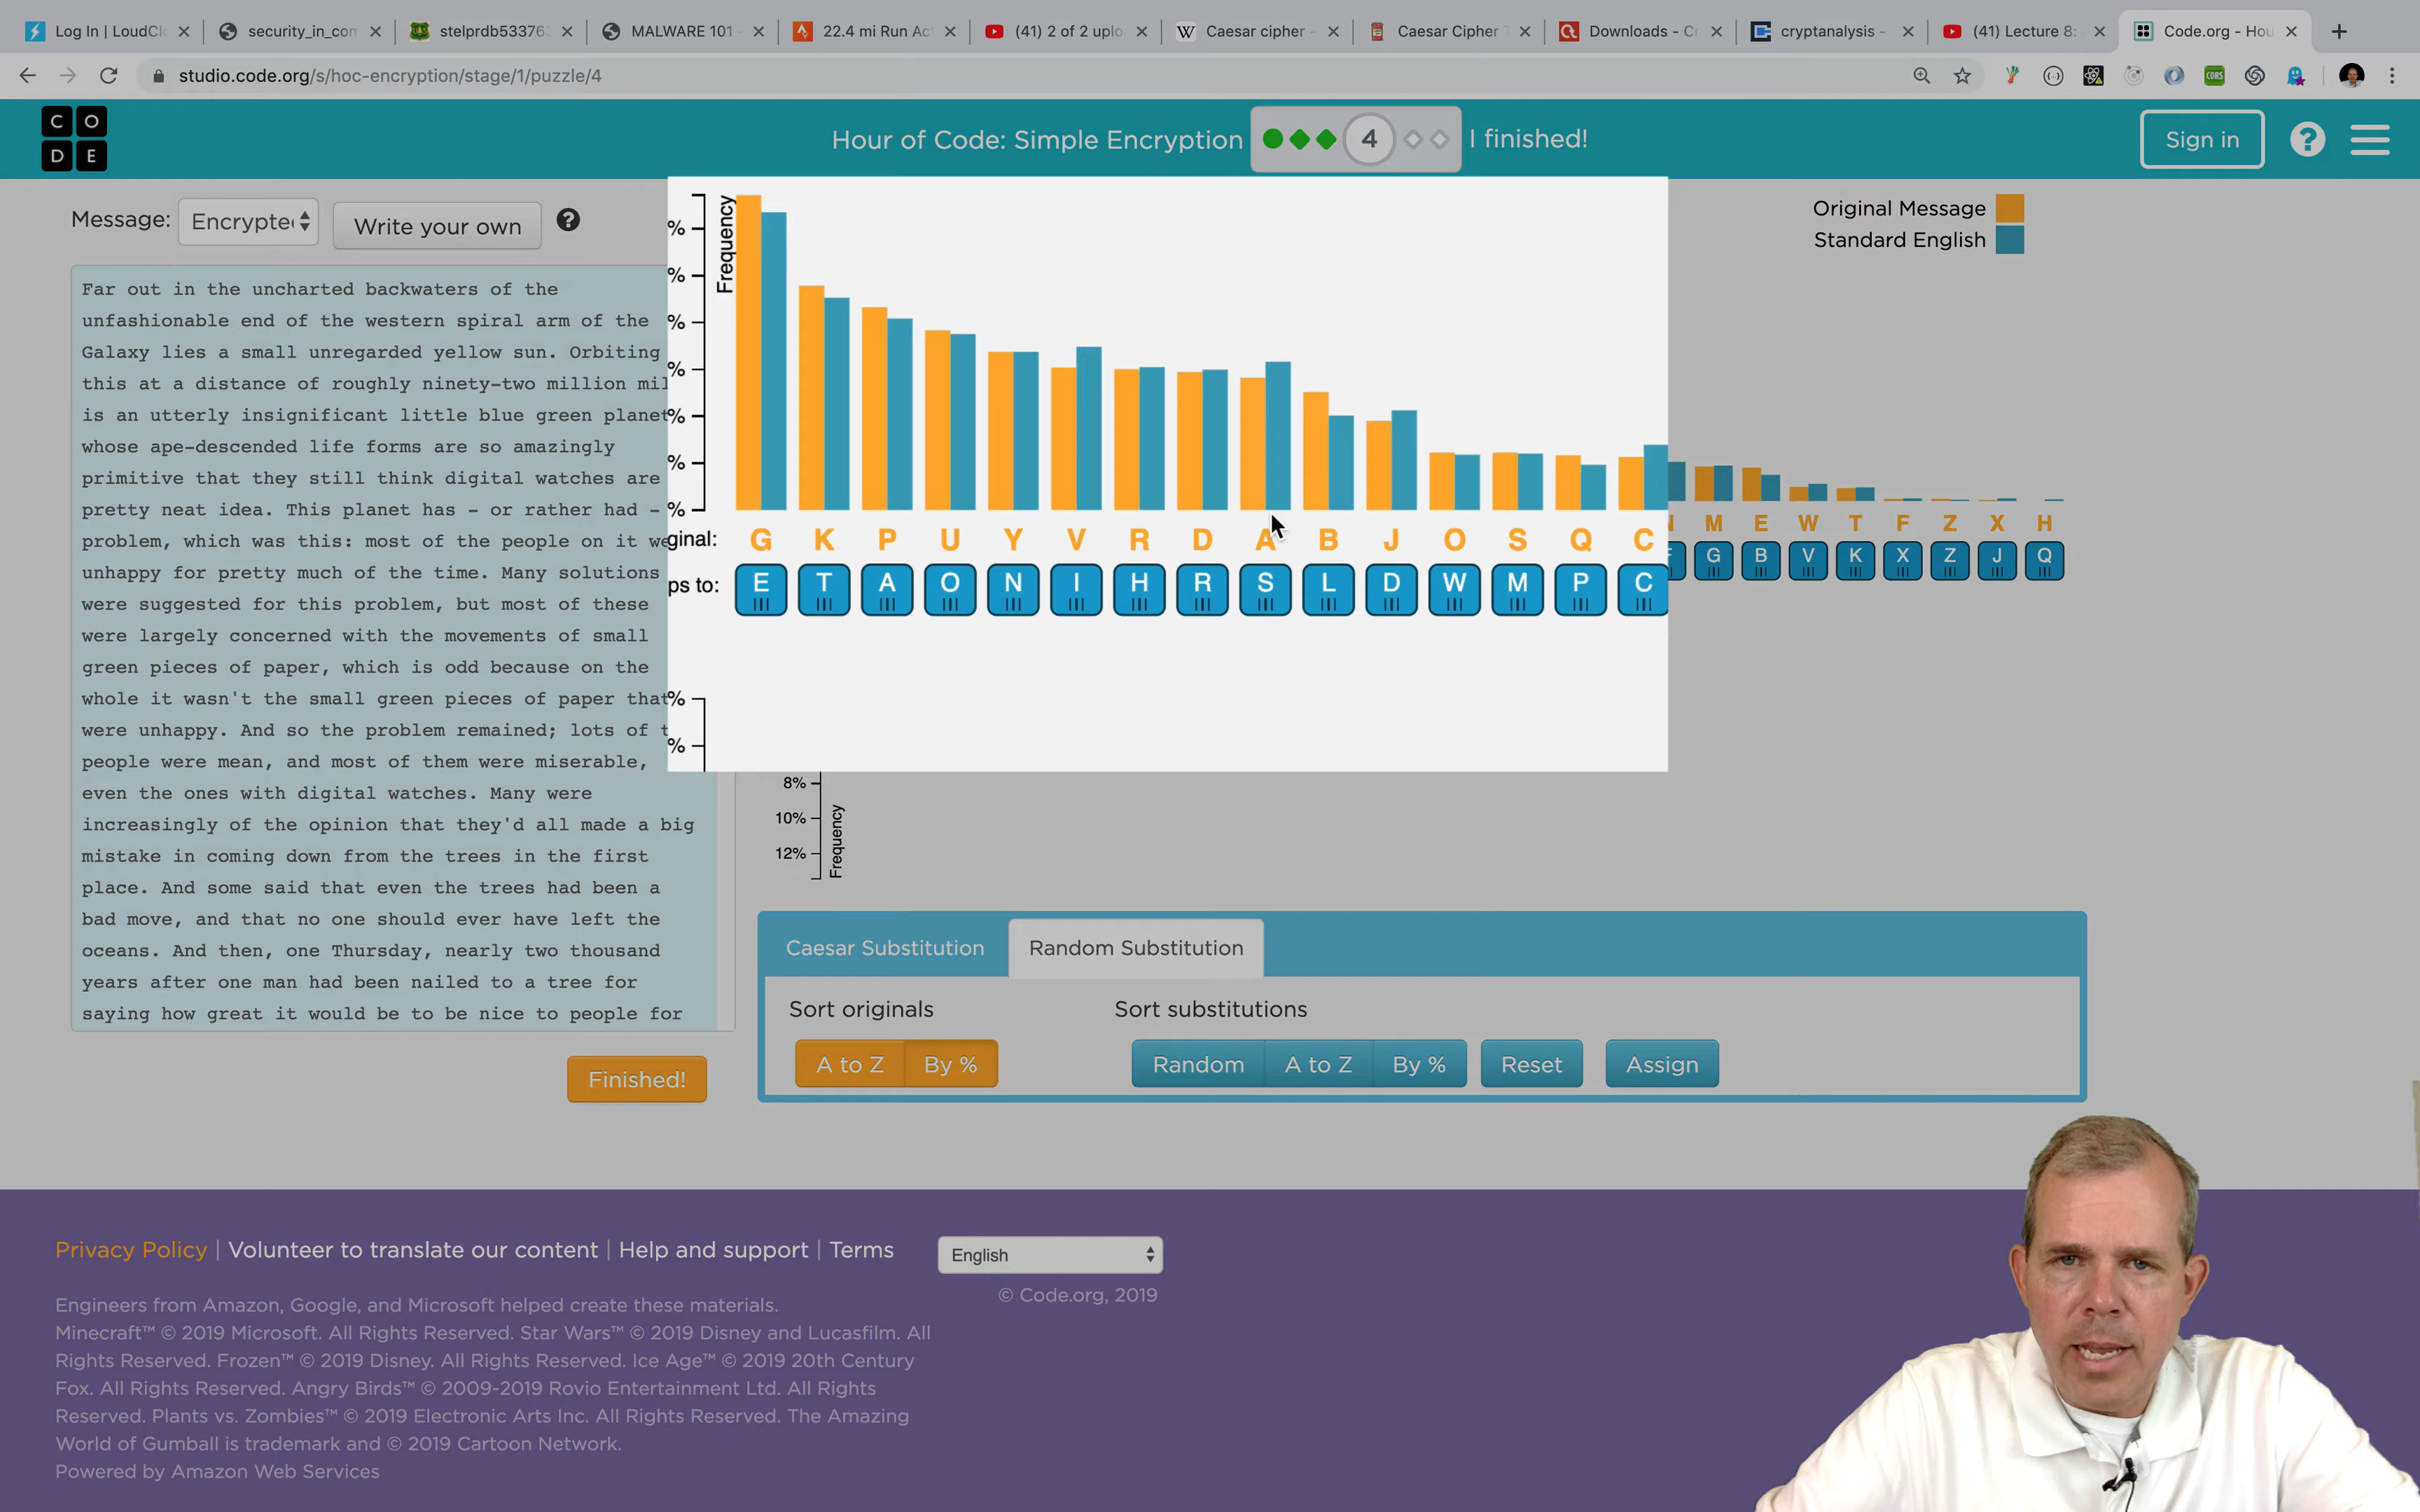 Log In | LoudCl
security_in_com
stelprdb533763
MALWARE 101
22.4 mi Run Ac
(41) 2 of 2 uplo
Caesar cipher -
Caesar Cipher T
Downloads - Cr
cryptanalysis -
(41) Lecture 8:
Code.org - Hou
studio.code.org/s/hoc-encryption/stage/1/puzzle/4
CORS
C O
D E
Hour of Code: Simple Encryption
4
I finished!
Sign in
?
Message:
Encrypte
Write your own
?
Original Message
Standard English
Far out in the uncharted backwaters of the
unfashionable end of the western spiral arm of the
Galaxy lies a small unregarded yellow sun. Orbiting
this at a distance of roughly ninety-two million mil
is an utterly insignificant little blue green planet
whose ape-descended life forms are so amazingly
primitive that they still think digital watches are
pretty neat idea. This planet has - or rather had -
problem, which was this: most of the people on it we
unhappy for pretty much of the time. Many solutions
were suggested for this problem, but most of these
were largely concerned with the movements of small
green pieces of paper, which is odd because on the
whole it wasn't the small green pieces of paper that
were unhappy. And so the problem remained; lots of t
people were mean, and most of them were miserable,
even the ones with digital watches. Many were
increasingly of the opinion that they'd all made a big
mistake in coming down from the trees in the first
place. And some said that even the trees had been a
bad move, and that no one should ever have left the
oceans. And then, one Thursday, nearly two thousand
years after one man had been nailed to a tree for
saying how great it would be to be nice to people for
Finished!
Frequency
%
%
%
%
%
%
%
ginal: G K P U Y V R D A B J O S Q C
ps to: E T A O N I H R S L D W M P C
M E W T F Z X H
G B V K X Z J Q
%
%
8%
10%
12%
Frequency
Caesar Substitution
Random Substitution
Sort originals
Sort substitutions
A to Z
By %
Random
A to Z
By %
Reset
Assign
Privacy Policy | Volunteer to translate our content | Help and support | Terms
English
© Code.org, 2019
Engineers from Amazon, Google, and Microsoft helped create these materials.
Minecraft™ © 2019 Microsoft. All Rights Reserved. Star Wars™ © 2019 Disney and Lucasfilm. All
Rights Reserved. Frozen™ © 2019 Disney. All Rights Reserved. Ice Age™ © 2019 20th Century
Fox. All Rights Reserved. Angry Birds™ © 2009-2019 Rovio Entertainment Ltd. All Rights
Reserved. Plants vs. Zombies™ © 2019 Electronic Arts Inc. All Rights Reserved. The Amazing
World of Gumball is trademark and © 2019 Cartoon Network.
Powered by Amazon Web Services